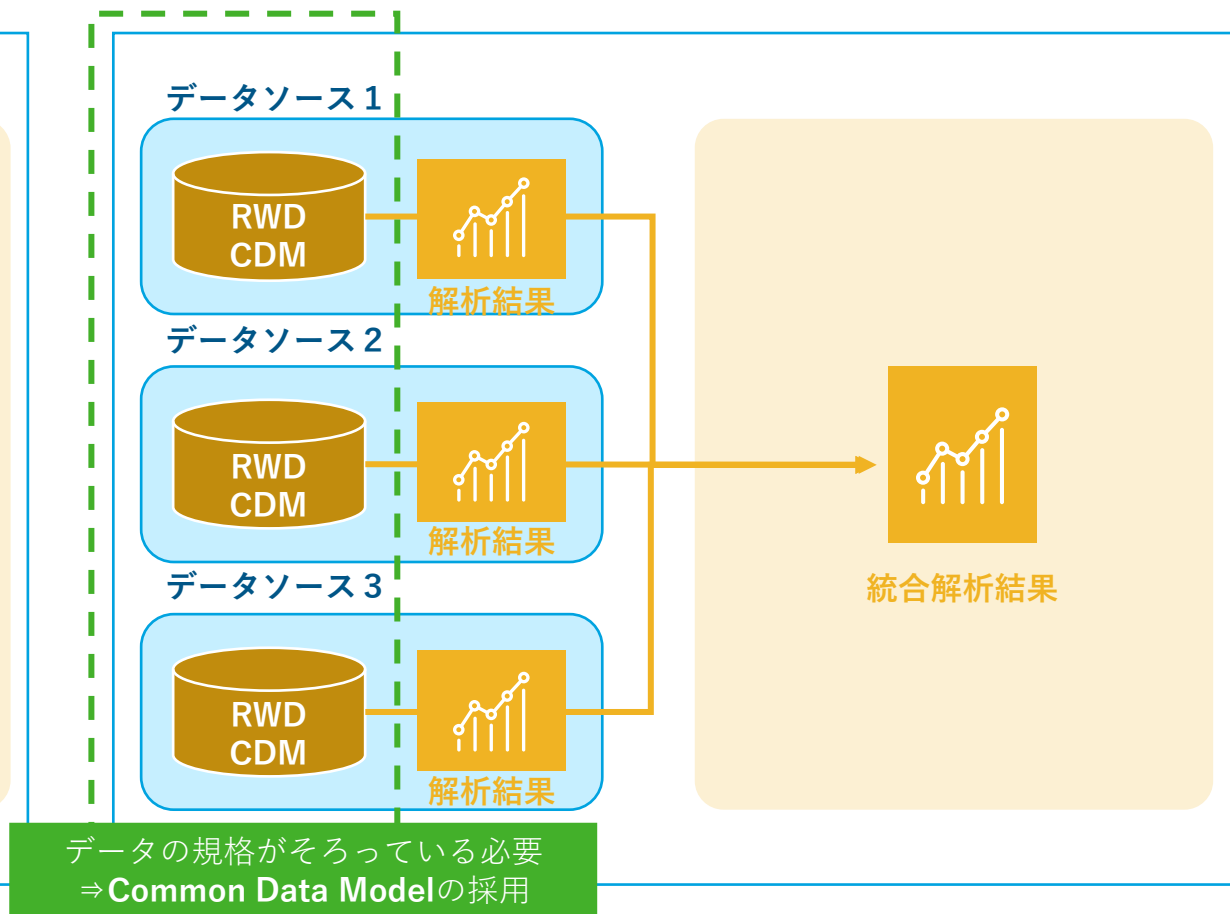 データソース１
RWD
CDM
解析結果
データソース２
RWD
CDM
解析結果
データソース３
RWD
CDM
解析結果
統合解析結果
データの規格がそろっている必要
⇒Common Data Modelの採用